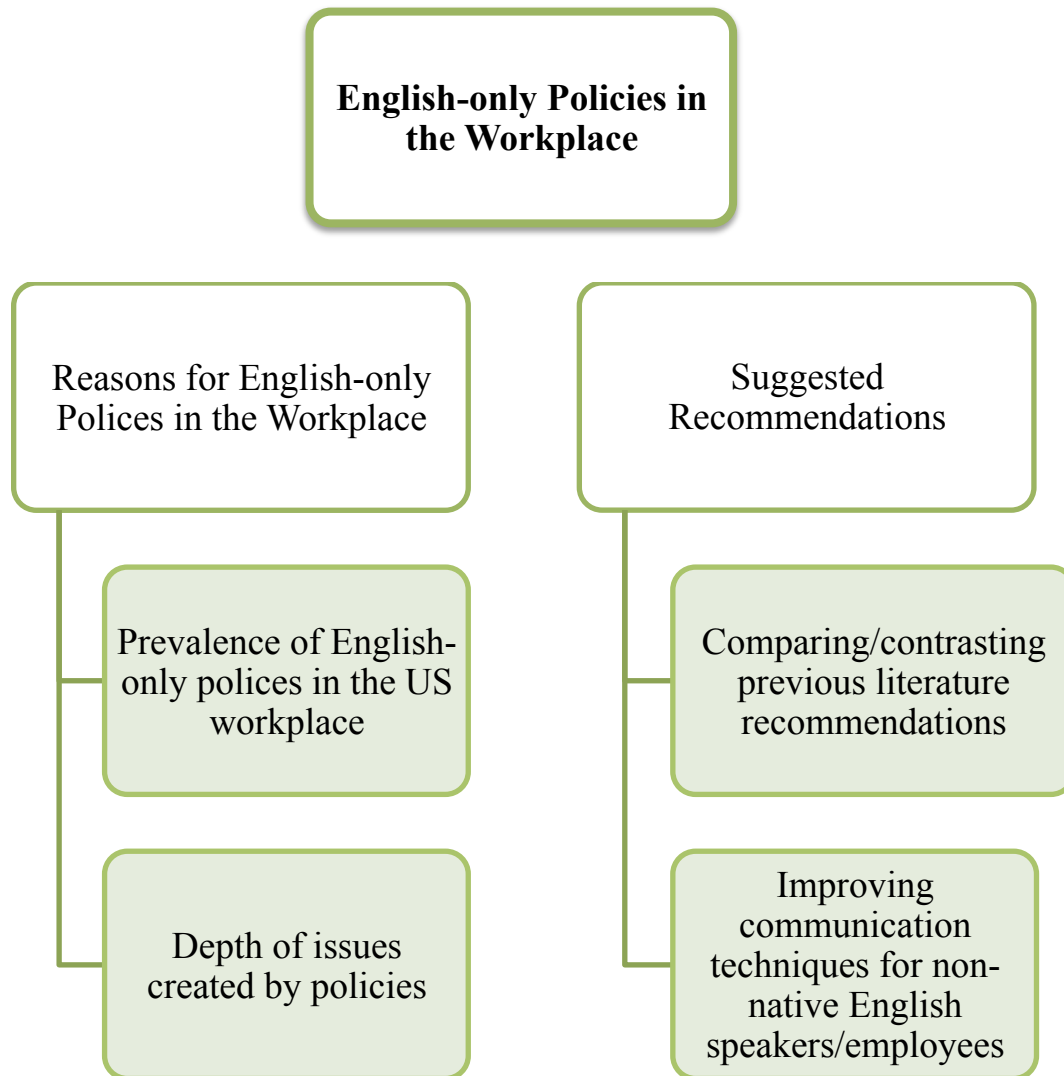 English-only Policies in
the Workplace
Reasons for English-only
Polices in the Workplace
Prevalence of English-
only polices in the US
workplace
Depth of issues
created by policies
Suggested
Recommendations
Comparing/contrasting
previous literature
recommendations
Improving
communication
techniques for non-
native English
speakers/employees